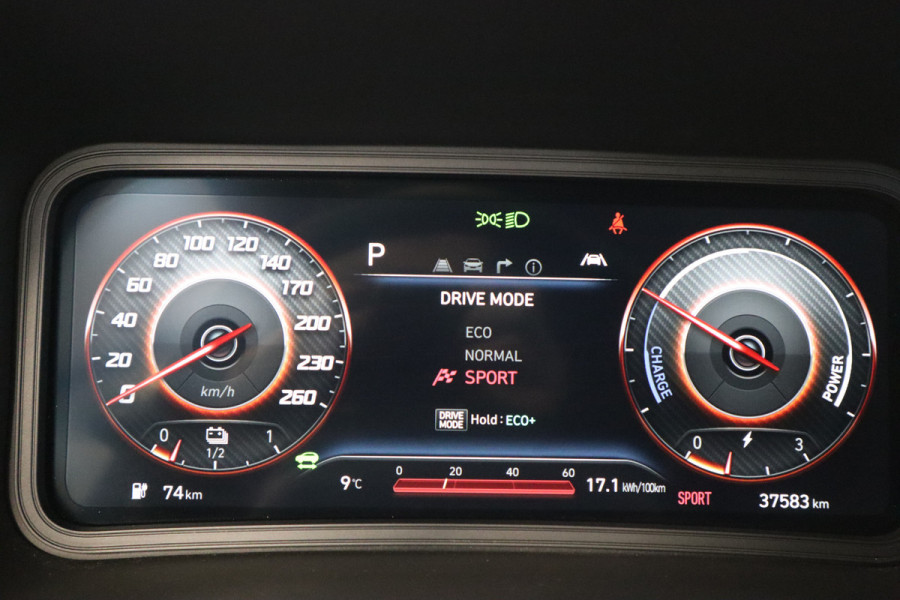 P
DRIVE MODE
ECO
NORMAL
SPORT
DRIVE MODE Hold : ECO+
0 20 40 60 80 100 120 140 170 200 230 260
km/h
0 1/2 1
74 km
9°C
0 20 40 60
17.1 kWh/100km
CHARGE
POWER
0 3
SPORT
37583 km